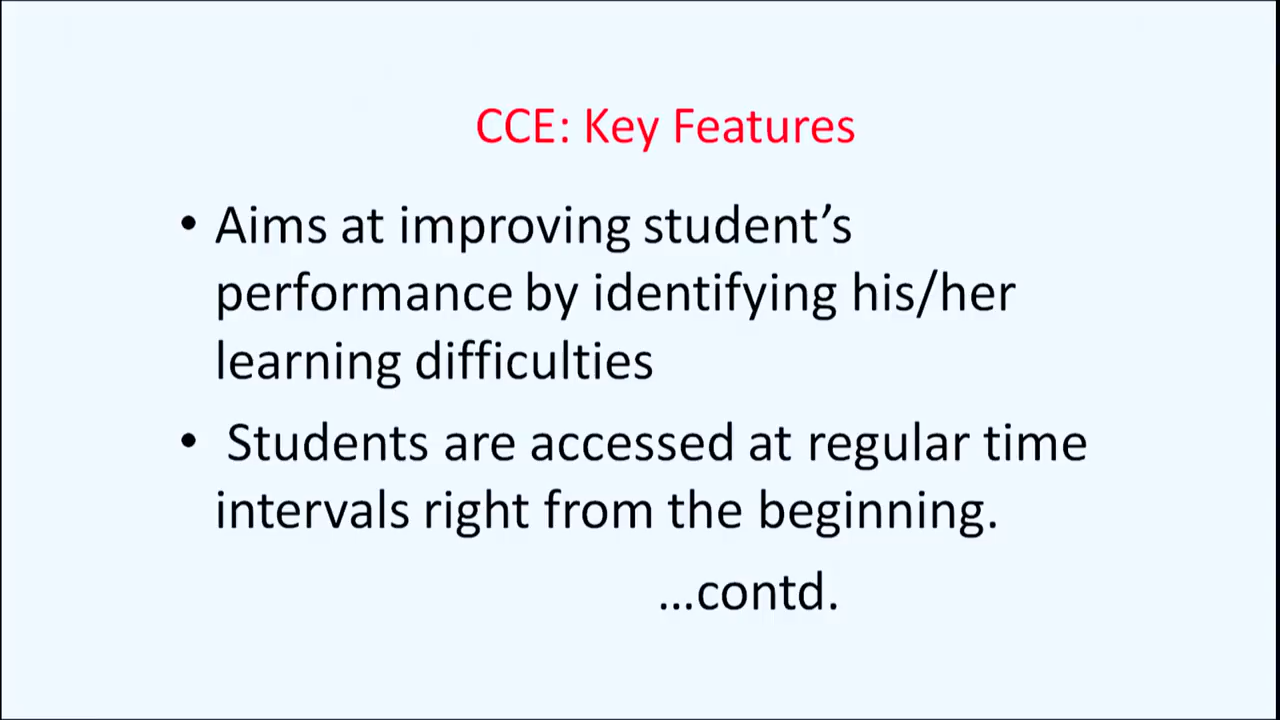 CCE: Key Features
• Aims at improving student’s
performance by identifying his/her
learning difficulties
• Students are accessed at regular time
intervals right from the beginning.
...contd.